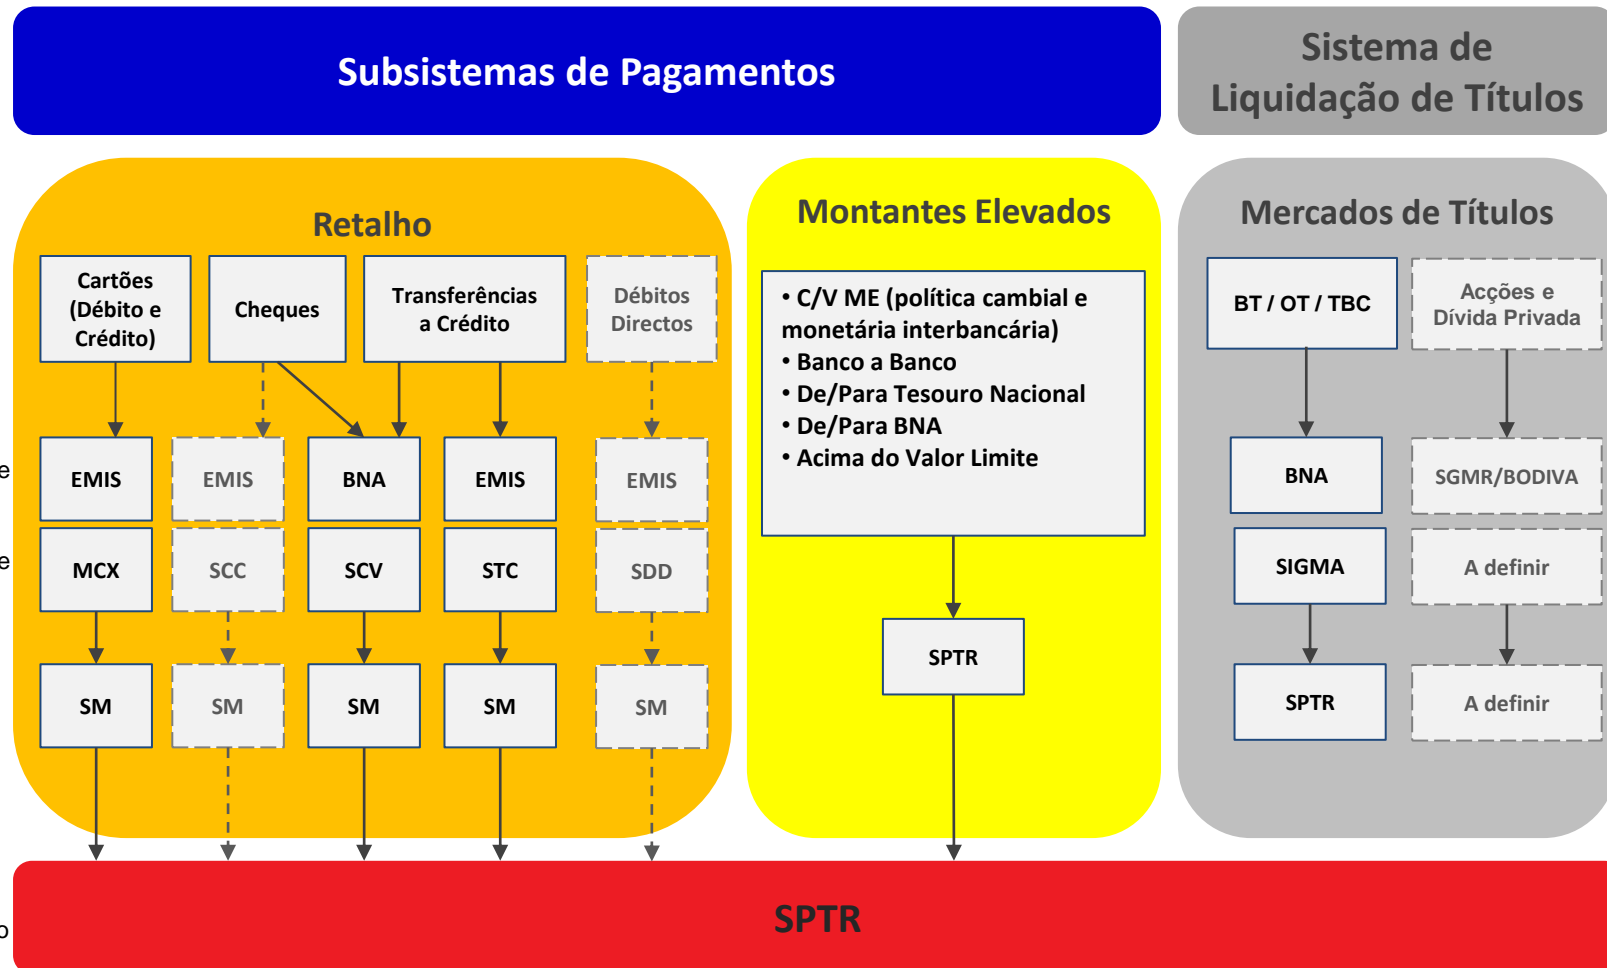 Subsistemas de Pagamentos
Sistema de
Liquidação de Títulos
Retalho
Montantes Elevados
Mercados de Títulos
Cartões
(Débito e
Crédito)
Cheques
Transferências
a Crédito
Débitos
Directos
• C/V ME (política cambial e
monetária interbancária)
• Banco a Banco
• De/Para Tesouro Nacional
• De/Para BNA
• Acima do Valor Limite
BT / OT / TBC
Acções e
Dívida Privada
e
EMIS
EMIS
BNA
EMIS
EMIS
BNA
SGMR/BODIVA
e
MCX
SCC
SCV
STC
SDD
SIGMA
A definir
SM
SM
SM
SM
SM
SPTR
SPTR
A definir
SPTR
o